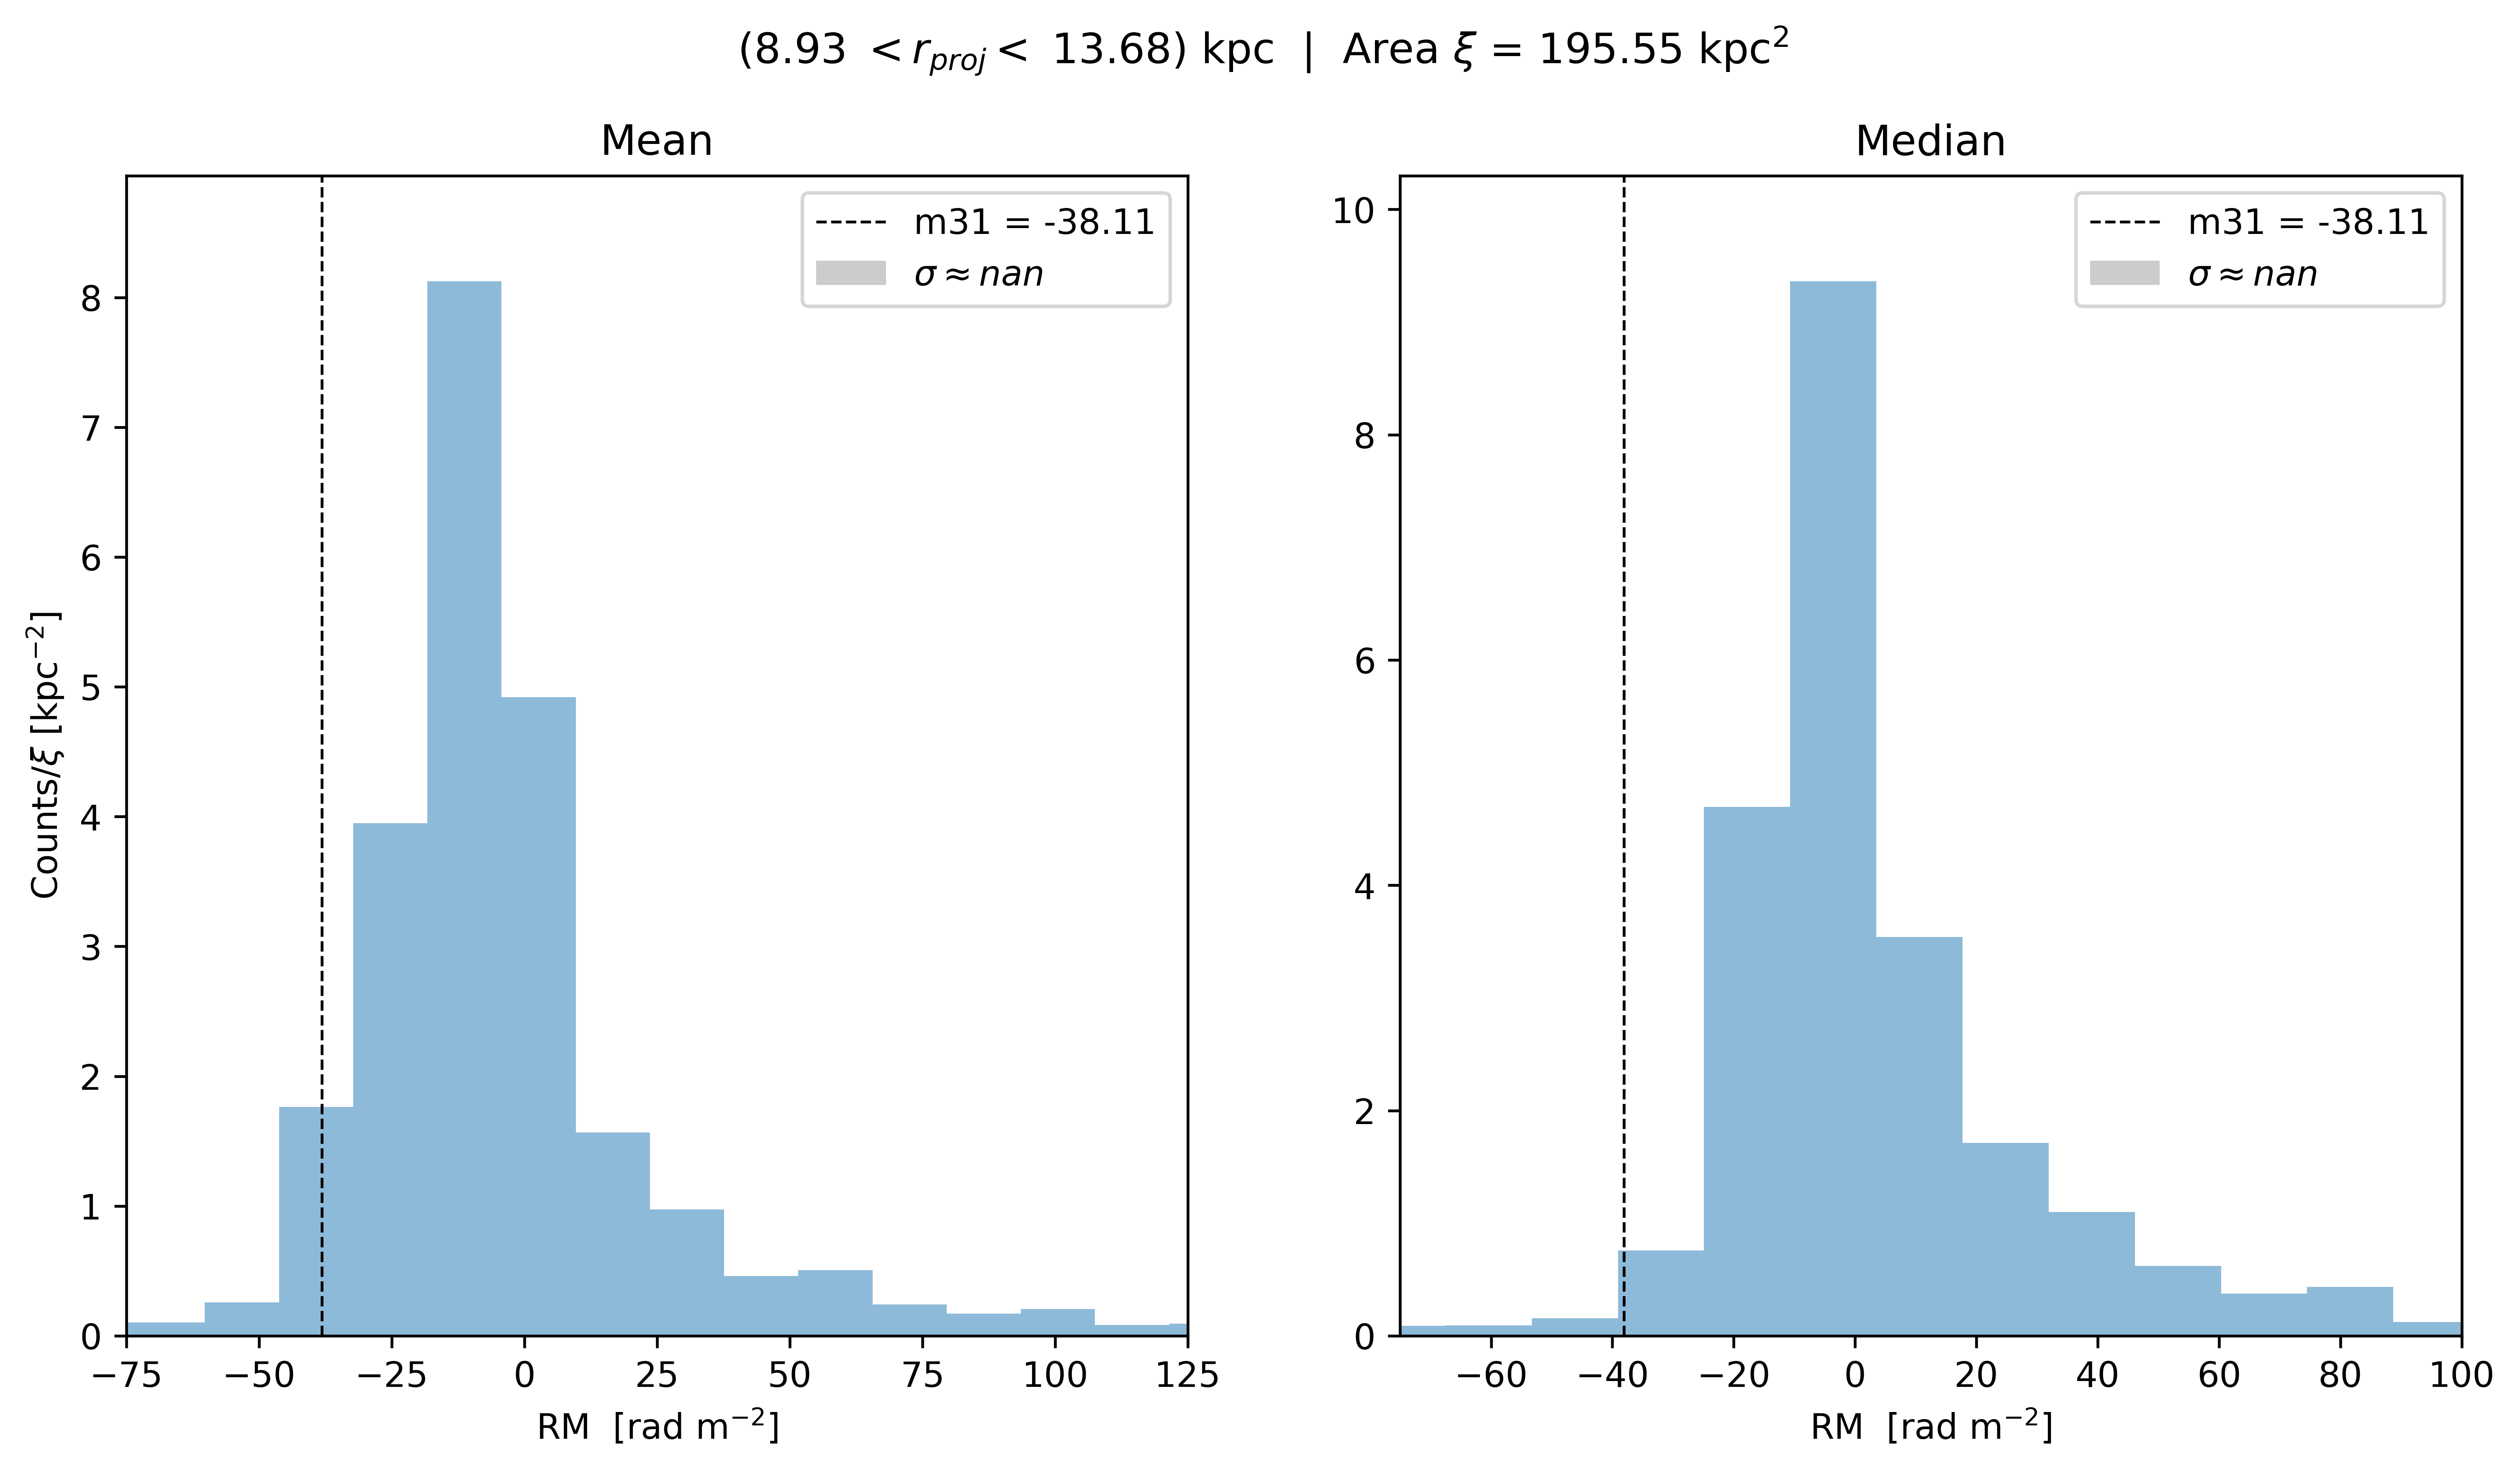 (8.93 < r_proj < 13.68) kpc | Area ξ = 195.55 kpc²
Mean
m31 = -38.11
σ ≈ nan
8
7
6
5
4
3
2
1
0
Counts/ξ [kpc⁻²]
−75 −50 −25 0 25 50 75 100 125
RM [rad m⁻²]
Median
m31 = -38.11
σ ≈ nan
10
8
6
4
2
0
−60 −40 −20 0 20 40 60 80 100
RM [rad m⁻²]